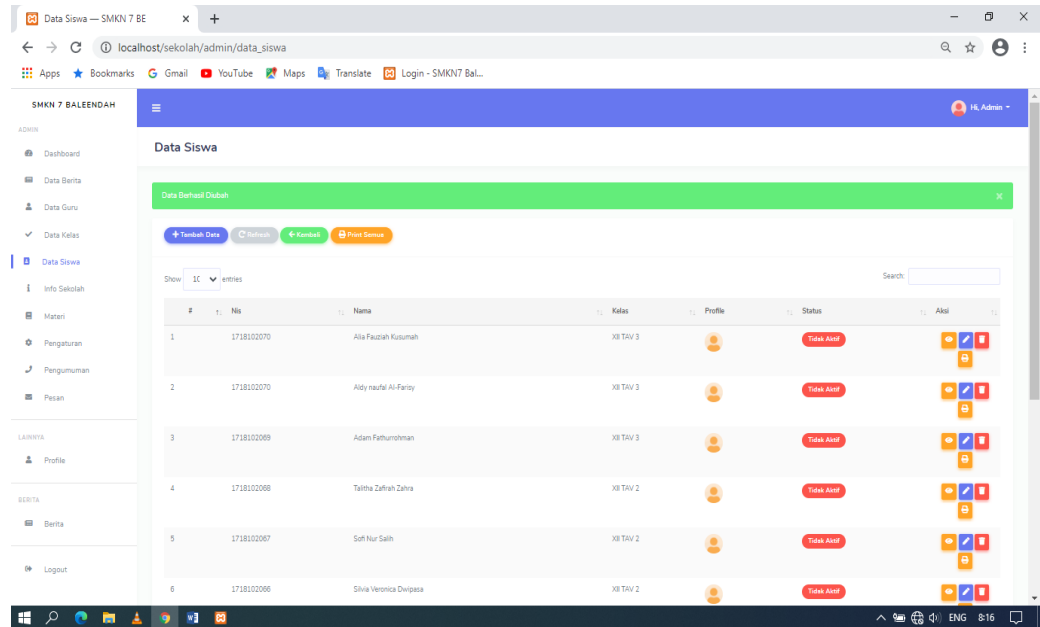 Data Siswa — SMKN 7 BE
localhost/sekolah/admin/data_siswa
Apps Bookmarks Gmail YouTube Maps Translate Login - SMKN7 Bal...
SMKN 7 BALEENDAH
Hi, Admin
ADMIN
Dashboard
Data Berita
Data Guru
Data Kelas
Data Siswa
Info Sekolah
Materi
Pengaturan
Pengumuman
Pesan
LAINNYA
Profile
BERITA
Berita
Logout
Data Siswa
Data Berhasil Diubah
Tambah Data Refresh Kembali Print Semua
Show 10 entries Search:
# Nis Nama Kelas Profile Status Aksi
1 1718102070 Alia Fauziah Kusumah XII TAV 3 Tidak Aktif
2 1718102070 Aldy naufal Al-Farisy XII TAV 3 Tidak Aktif
3 1718102069 Adam Fathurrohman XII TAV 3 Tidak Aktif
4 1718102068 Talitha Zafirah Zahra XII TAV 2 Tidak Aktif
5 1718102067 Sofi Nur Salih XII TAV 2 Tidak Aktif
6 1718102066 Silvia Veronica Dwipasa XII TAV 2 Tidak Aktif
ENG 8:16